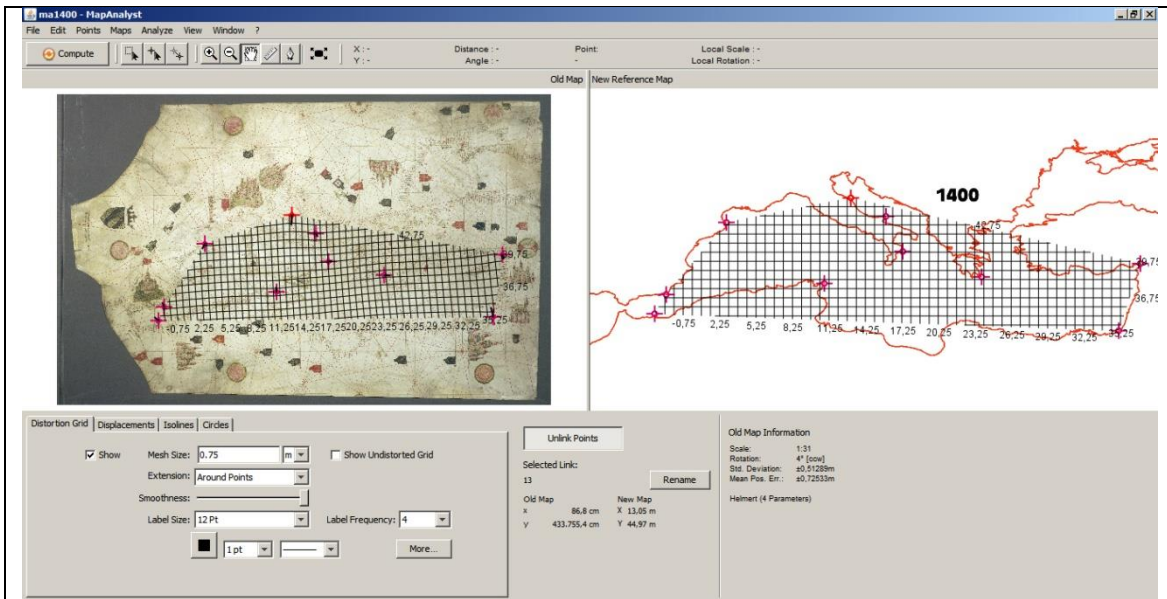 ma1400 - MapAnalyst
File Edit Points Maps Analyze View Window ?
Compute
X : - Distance : - Point: Local Scale : -
Y : - Angle : - - Local Rotation : -
Old Map New Reference Map
1400
42,75 42,75
39,75 39,75
36,75 36,75
-0,75 2,25 5,25 8,25 11,25 14,25 17,25 20,25 23,25 26,25 29,25 32,25 35,25
-0,75 2,25 5,25 8,25 11,25 14,25 17,25 20,25 23,25 26,25 29,25 32,25 35,25
Distortion Grid Displacements Isolines Circles
Show Mesh Size: 0.75 m Show Undistorted Grid
Extension: Around Points
Smoothness:
Label Size: 12 Pt Label Frequency: 4
1pt More...
Unlink Points
Selected Link:
13 Rename
Old Map New Map
x 86,8 cm X 13,05 m
y 433.755,4 cm Y 44,97 m
Old Map Information
Scale: 1:31
Rotation: 4° [ccw]
Std. Deviation: ±0,51289m
Mean Pos. Err.: ±0,72533m
Helmert (4 Parameters)